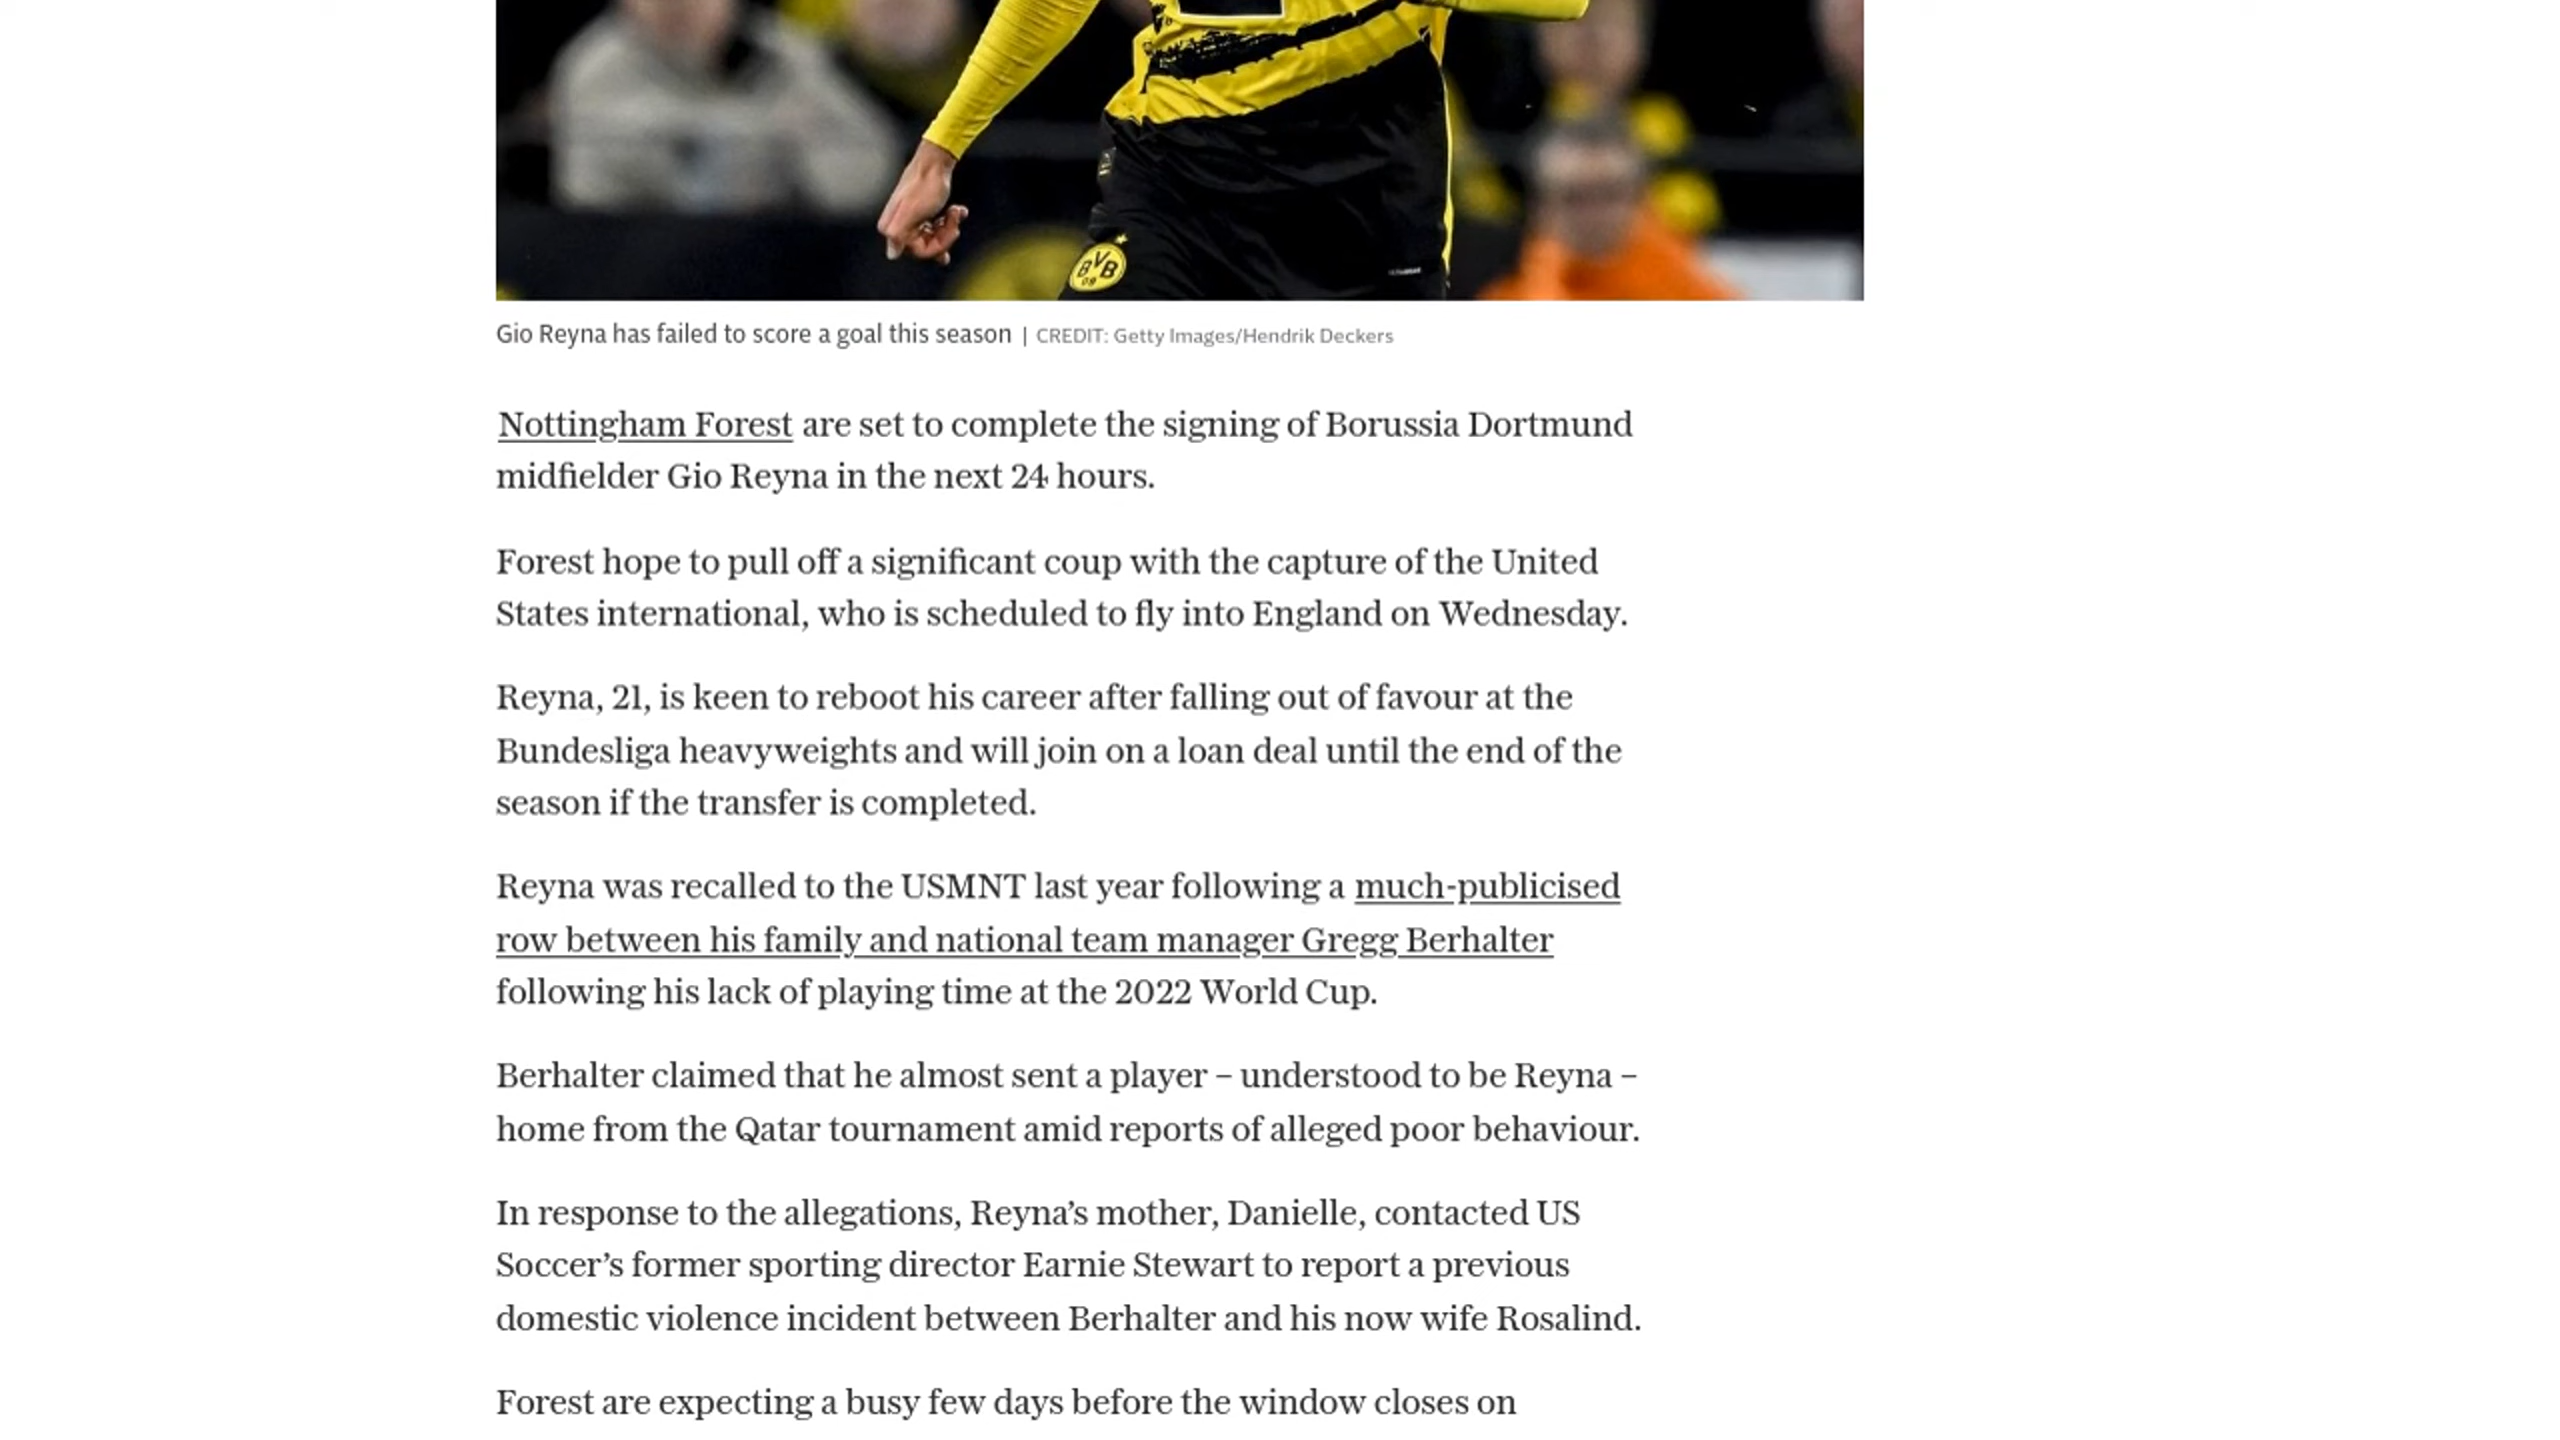 BVB
09
Gio Reyna has failed to score a goal this season | CREDIT: Getty Images/Hendrik Deckers
Nottingham Forest are set to complete the signing of Borussia Dortmund
midfielder Gio Reyna in the next 24 hours.
Forest hope to pull off a significant coup with the capture of the United
States international, who is scheduled to fly into England on Wednesday.
Reyna, 21, is keen to reboot his career after falling out of favour at the
Bundesliga heavyweights and will join on a loan deal until the end of the
season if the transfer is completed.
Reyna was recalled to the USMNT last year following a much-publicised
row between his family and national team manager Gregg Berhalter
following his lack of playing time at the 2022 World Cup.
Berhalter claimed that he almost sent a player – understood to be Reyna –
home from the Qatar tournament amid reports of alleged poor behaviour.
In response to the allegations, Reyna’s mother, Danielle, contacted US
Soccer’s former sporting director Earnie Stewart to report a previous
domestic violence incident between Berhalter and his now wife Rosalind.
Forest are expecting a busy few days before the window closes on